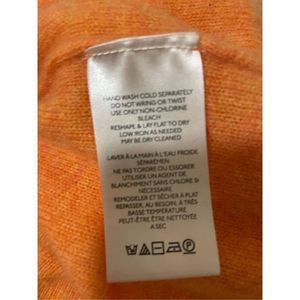 HAND WASH COLD SEPARATELY
DO NOT WRING OR TWIST
USE ONLY NON-CHLORINE
BLEACH
RESHAPE & LAY FLAT TO DRY
LOW IRON AS NEEDED
MAY BE DRY CLEANED
LAVER À LA MAIN À L'EAU FROIDE
SÉPARÉMEN
NE PAS TORDRE OU ESSORER
UTILISER UN AGENT DE
BLANCHIMENT SANS CHLORE SI
NÉCESSAIRE
REMODELER ET SÉCHER À PLAT
REPASSER, AU BESOIN, À TRÈS
BASSE TEMPÉRATURE
PEUT-ÊTRE ÊTRE NETTOYÉE
A SEC